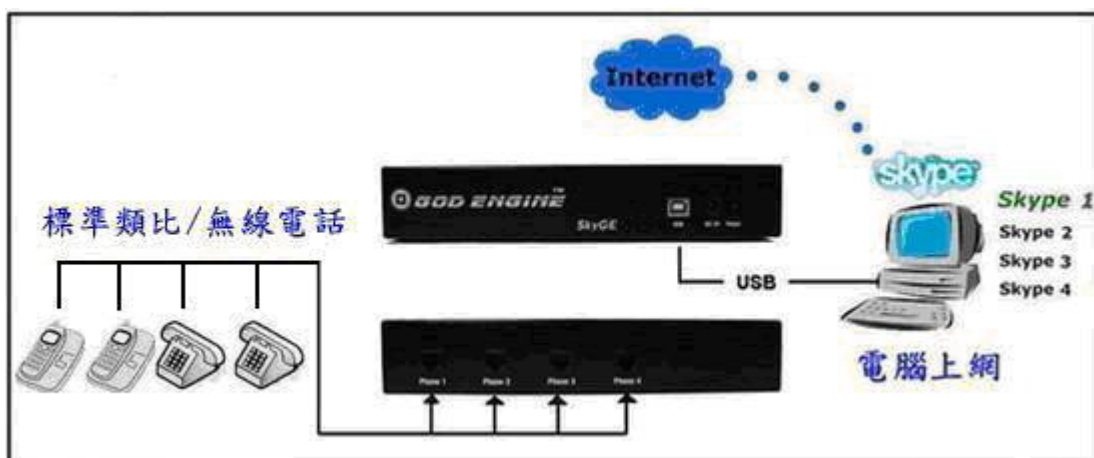 Internet
skype
GOD ENGINE™
SkyGE
標準類比/無線電話
Skype 1
Skype 2
Skype 3
Skype 4
USB
電腦上網
Phone 1
Phone 2
Phone 3
Phone 4